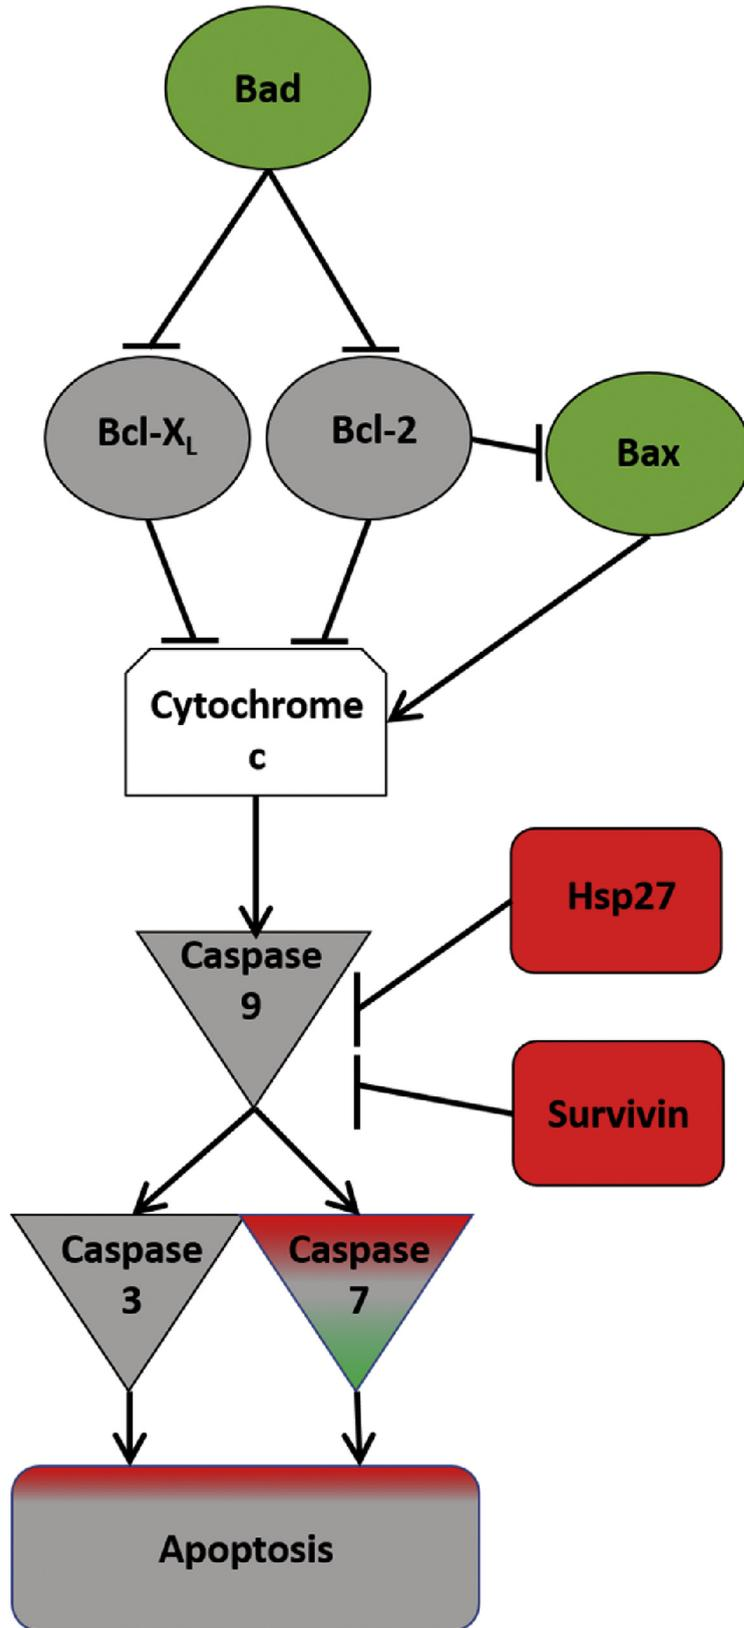 Bad
Bcl-XL
Bcl-2
Bax
Cytochrome
c
Hsp27
Caspase
9
Survivin
Caspase
3
Caspase
7
Apoptosis